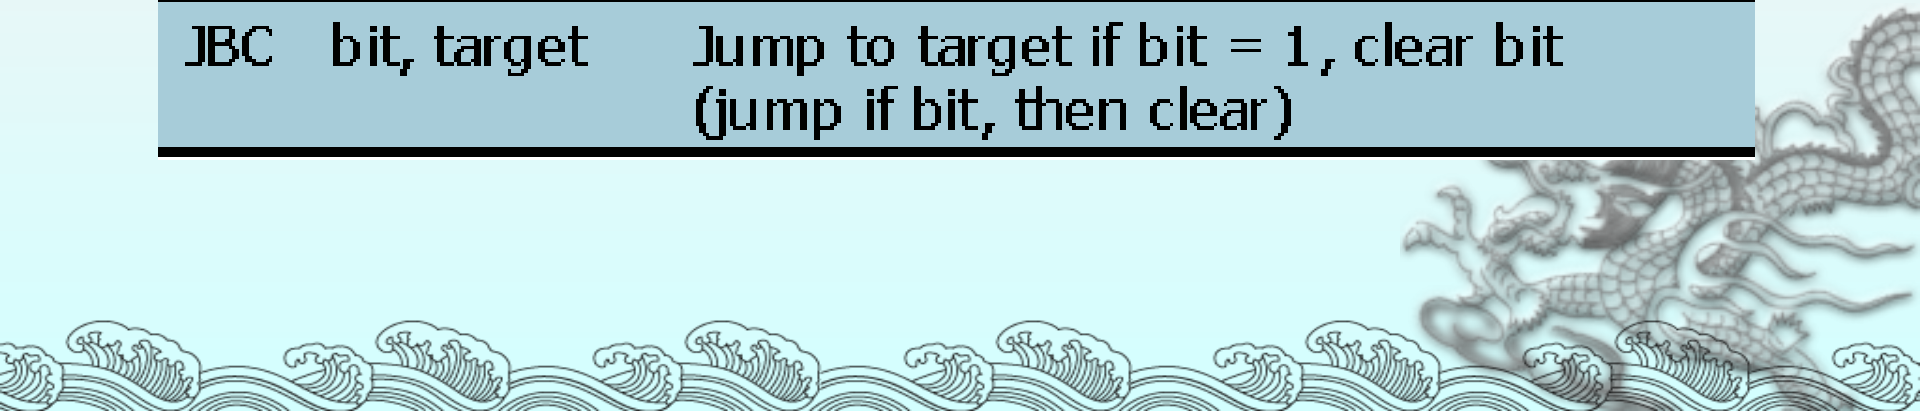 JBC bit, target Jump to target if bit = 1, clear bit
(jump if bit, then clear)